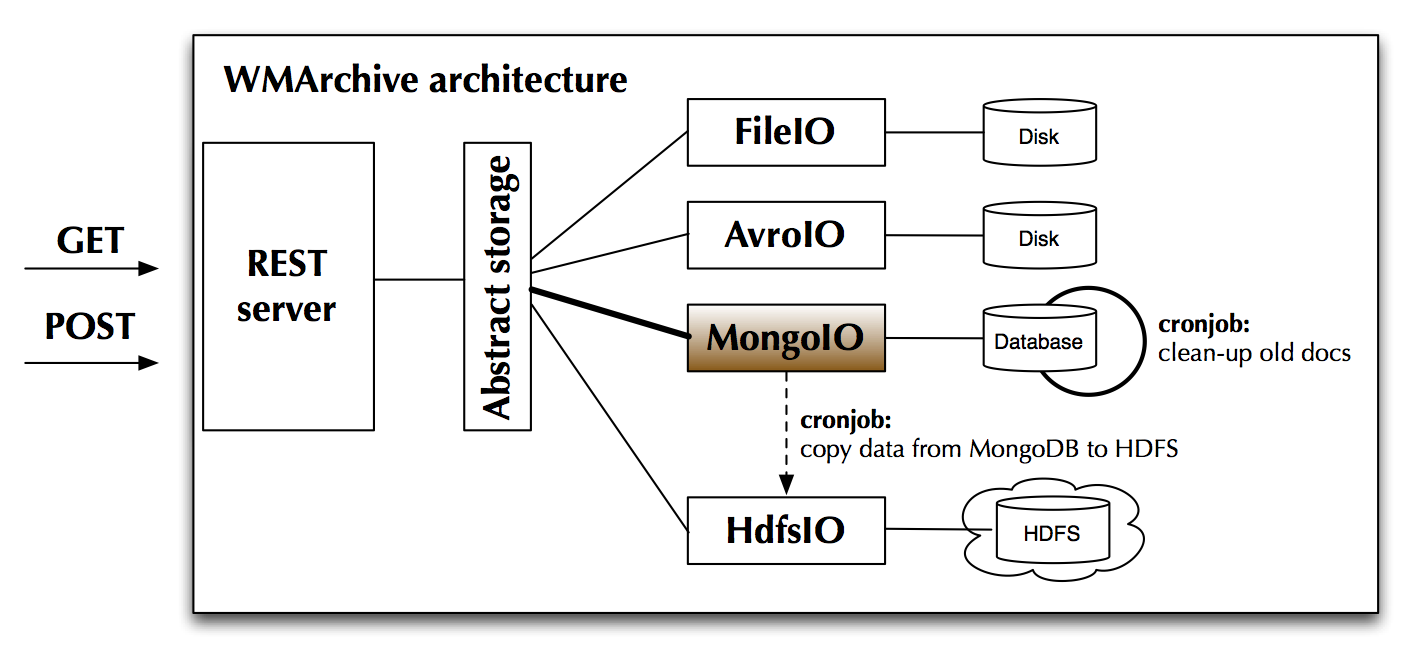 WMArchive architecture
GET
POST
REST
server
Abstract storage
FileIO
Disk
AvroIO
Disk
MongoIO
Database
cronjob:
clean-up old docs
cronjob:
copy data from MongoDB to HDFS
HdfsIO
HDFS